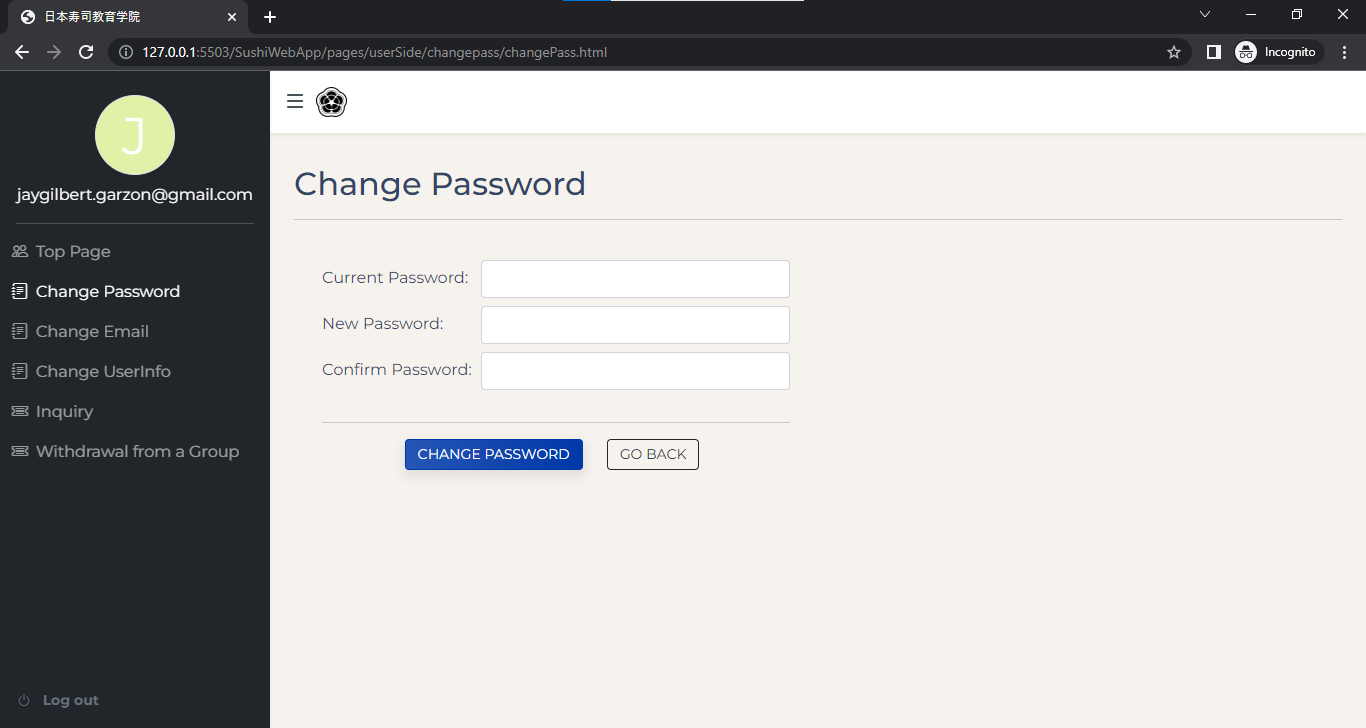 日本寿司教育学院
127.0.0.1:5503/SushiWebApp/pages/userSide/changepass/changePass.html
Incognito
J
jaygilbert.garzon@gmail.com
Top Page
Change Password
Change Email
Change UserInfo
Inquiry
Withdrawal from a Group
Log out
Change Password
Current Password:
New Password:
Confirm Password:
CHANGE PASSWORD
GO BACK